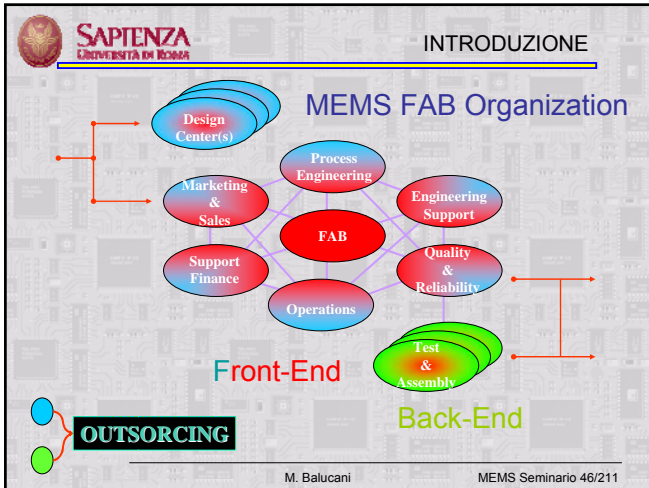 SAPIENZA
UNIVERSITÀ DI ROMA
INTRODUZIONE
MEMS FAB Organization
Design
Center(s)
Process
Engineering
Marketing
&
Sales
Engineering
Support
FAB
Support
Finance
Quality
&
Reliability
Operations
Test
&
Assembly
Front-End
Back-End
OUTSORCING
M. Balucani
MEMS Seminario 46/211